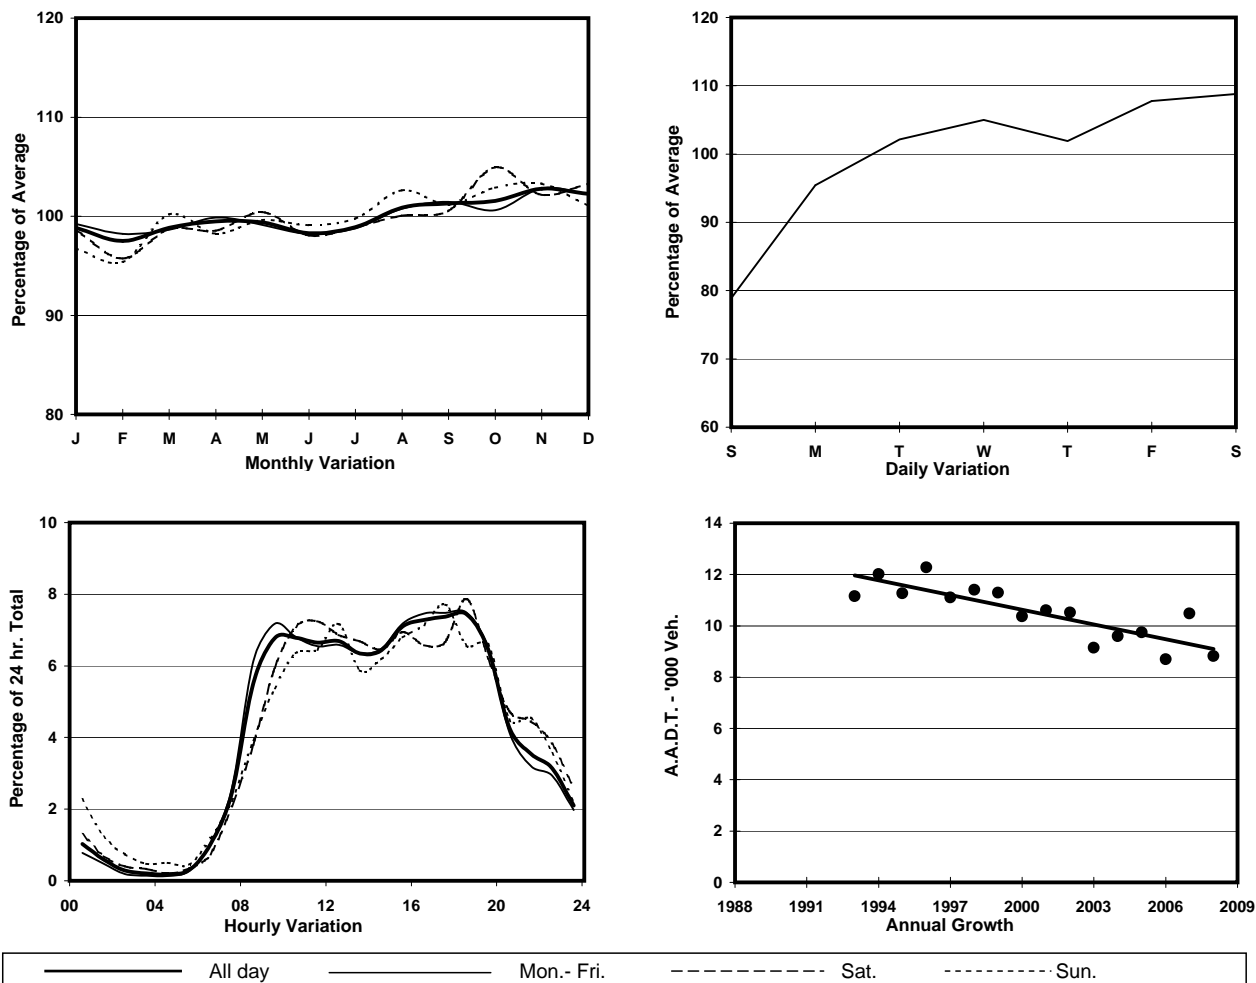 120
110
100
90
80
Percentage of Average
J F M A M J J A S O N D
Monthly Variation
120
110
100
90
80
70
60
Percentage of Average
S M T W T F S
Daily Variation
10
8
6
4
2
0
Percentage of 24 hr. Total
00 04 08 12 16 20 24
Hourly Variation
14
12
10
8
6
4
2
0
A.A.D.T. - '000 Veh.
1988 1991 1994 1997 2000 2003 2006 2009
Annual Growth
All day Mon.- Fri. Sat. Sun.